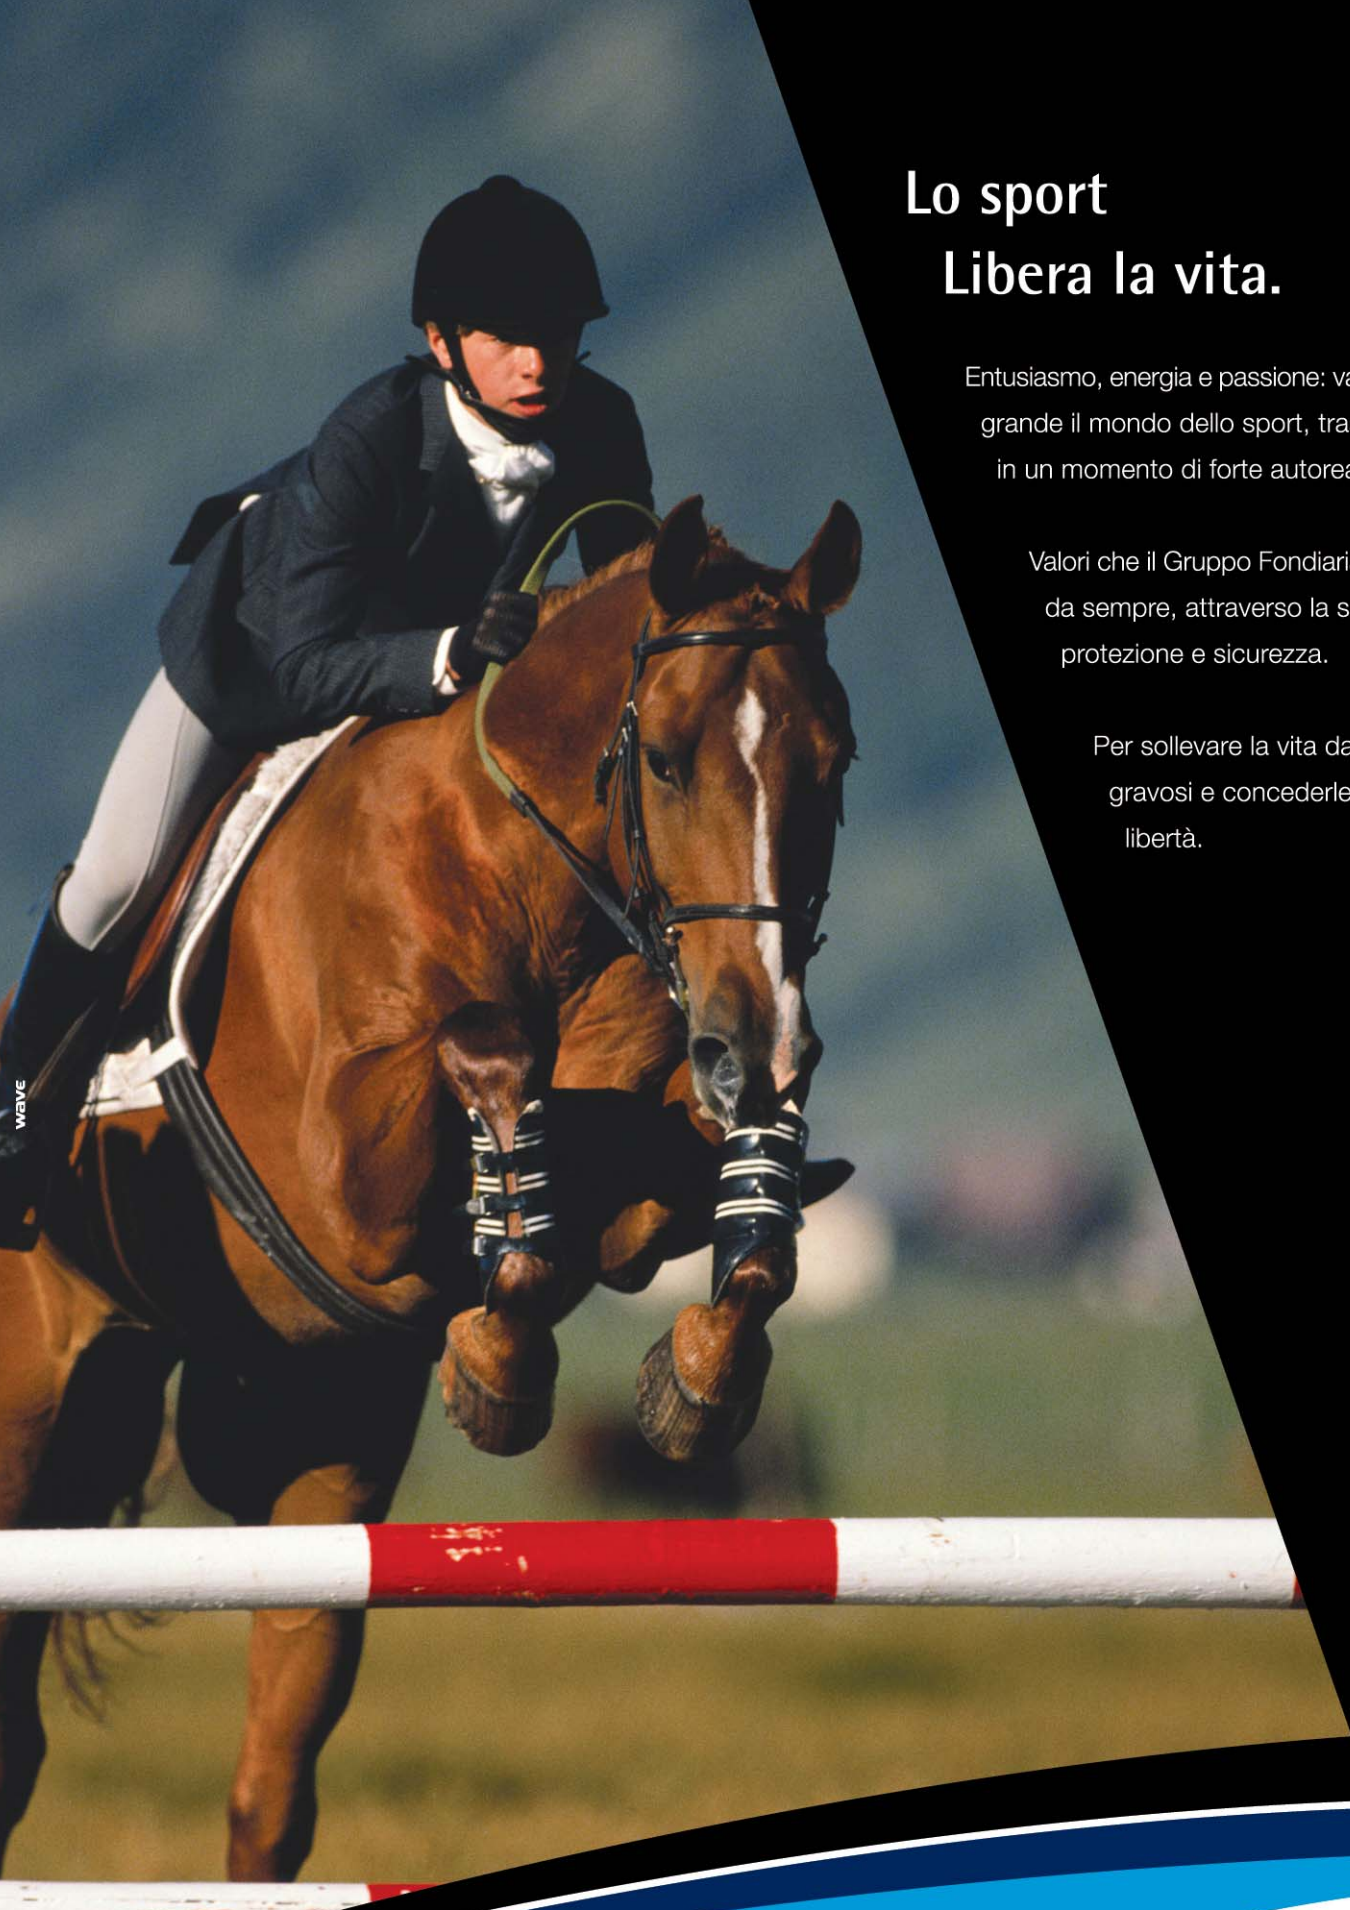 Lo sport
Libera la vita.
Entusiasmo, energia e passione:
grande il mondo dello sport,
in un momento di forte
Valori che il Gruppo
da sempre, attraverso la
protezione e sicurezza.
Per sollevare la vita
gravosi e concederle
libertà.
wave